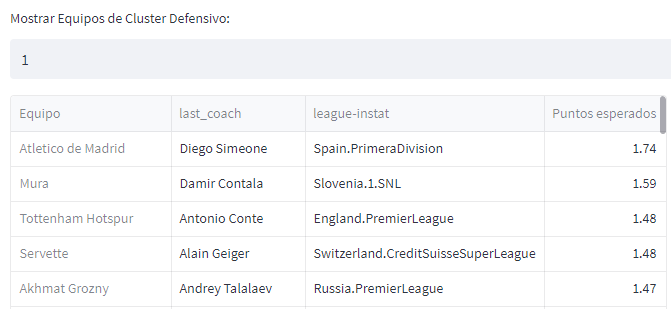 Mostrar Equipos de Cluster Defensivo:
1
Equipo last_coach league-instat Puntos esperados
Atletico de Madrid Diego Simeone Spain.PrimeraDivision 1.74
Mura Damir Contala Slovenia.1.SNL 1.59
Tottenham Hotspur Antonio Conte England.PremierLeague 1.48
Servette Alain Geiger Switzerland.CreditSuisseSuperLeague 1.48
Akhmat Grozny Andrey Talalaev Russia.PremierLeague 1.47